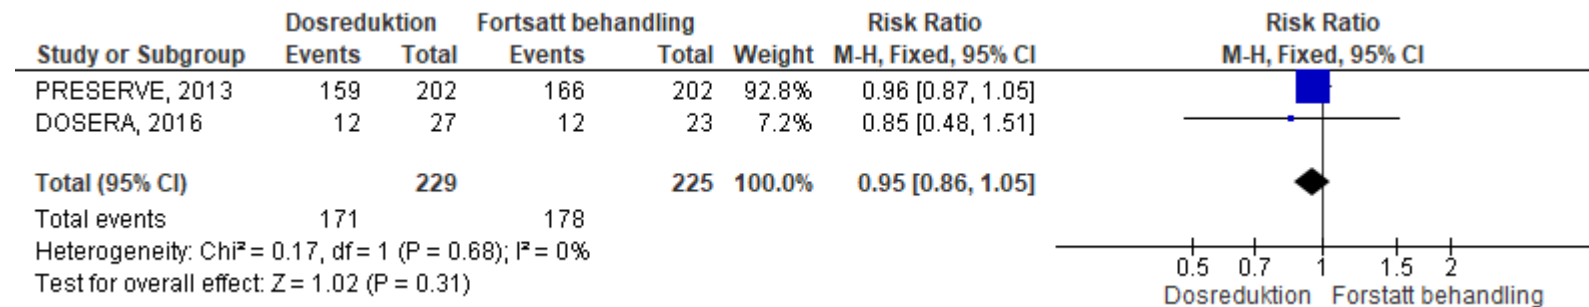 Dosreduktion Fortsatt behandling Risk Ratio Risk Ratio
Study or Subgroup Events Total Events Total Weight M-H, Fixed, 95% CI M-H, Fixed, 95% CI
PRESERVE, 2013 159 202 166 202 92.8% 0.96 [0.87, 1.05]
DOSERA, 2016 12 27 12 23 7.2% 0.85 [0.48, 1.51]
Total (95% CI) 229 225 100.0% 0.95 [0.86, 1.05]
Total events 171 178
Heterogeneity: Chi² = 0.17, df = 1 (P = 0.68); I² = 0%
Test for overall effect: Z = 1.02 (P = 0.31)
0.5 0.7 1 1.5 2
Dosreduktion Forstatt behandling